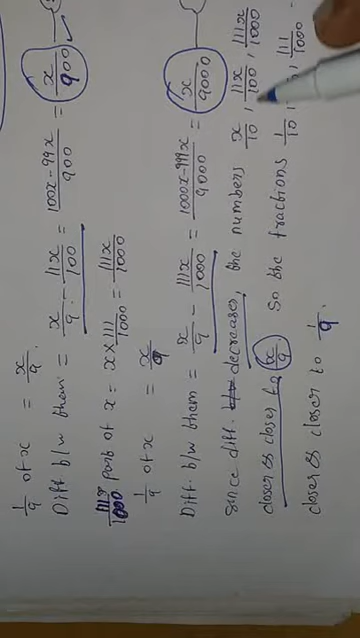 1/9 of x = x/9.
Diff b/w them = x/9 - 11x/100 = 100x-99x/900 = x/900
111/1000 part of x = x × 111/1000 = 111x/1000
1/9 of x = x/9
Diff. b/w them = x/9 - 111x/1000 = 1000x-999x/9000 = x/9000
Since diff. decreases, the numbers x/10, 11x/100, 111x/1000
closer & closer to x/9 So the fractions 1/10, 111/1000
closer & closer to 1/9.